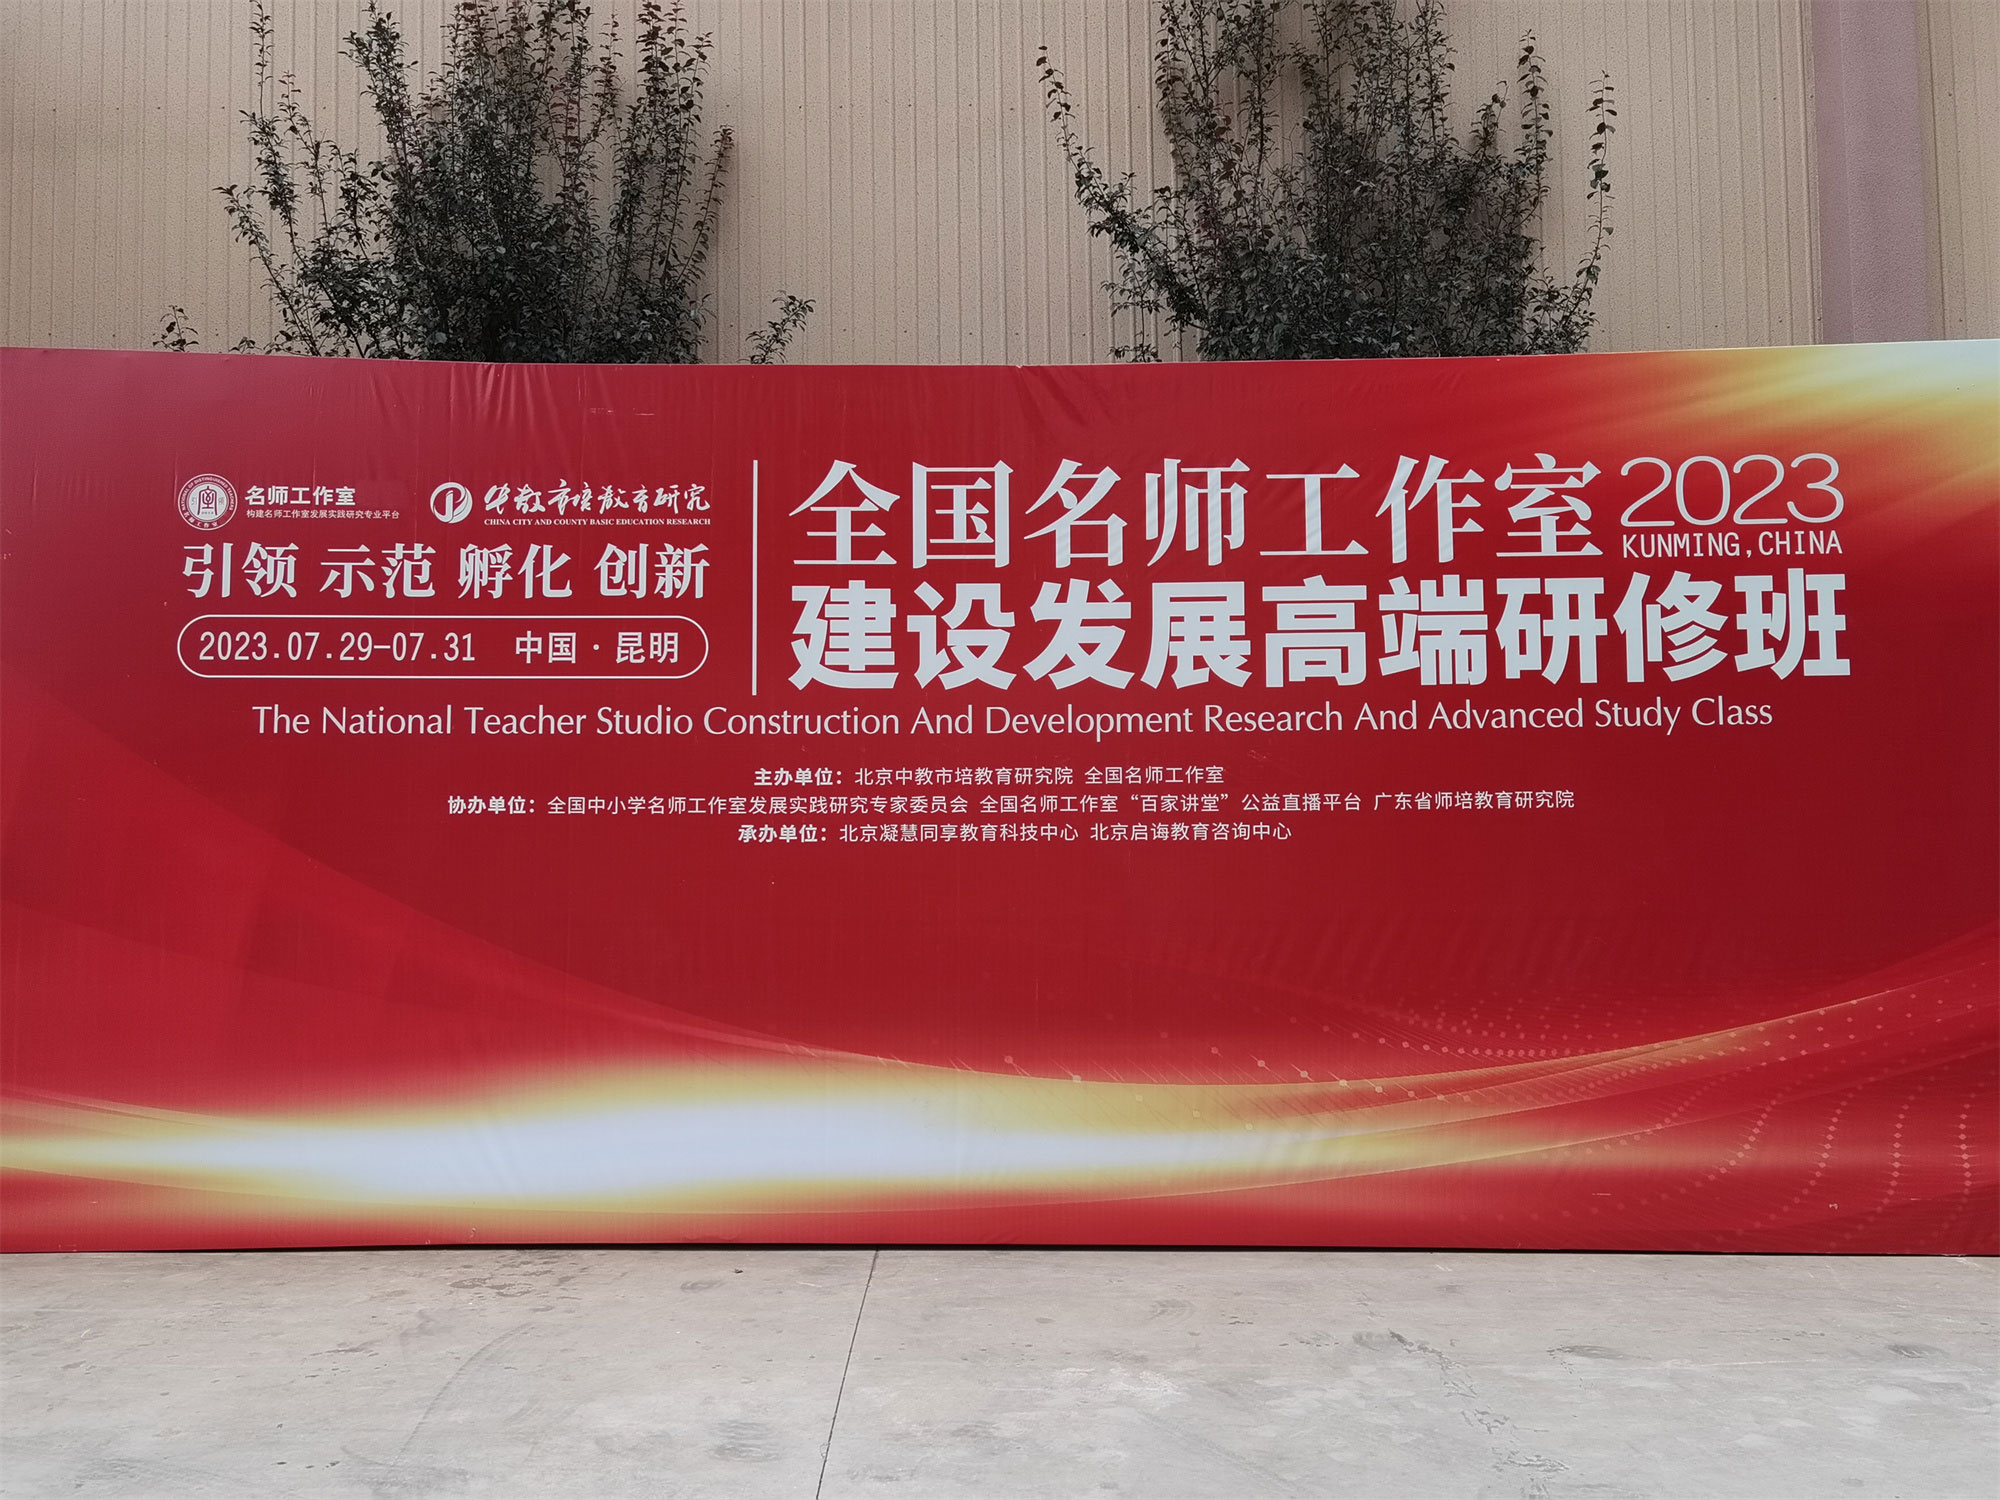 名师工作室
构建名师工作室发展实践研究专业平台
中教市培教育研究
CHINA CITY AND COUNTY BASIC EDUCATION RESEARCH
引领 示范 孵化 创新
2023.07.29-07.31 中国·昆明
全国名师工作室
2023
KUNMING,CHINA
建设发展高端研修班
The National Teacher Studio Construction And Development Research And Advanced Study Class
主办单位：北京中教市培教育研究院 全国名师工作室
协办单位：全国中小学名师工作室发展实践研究专家委员会 全国名师工作室“百家讲堂”公益直播平台 广东省师培教育研究院
承办单位：北京凝慧同享教育科技中心 北京启诲教育咨询中心